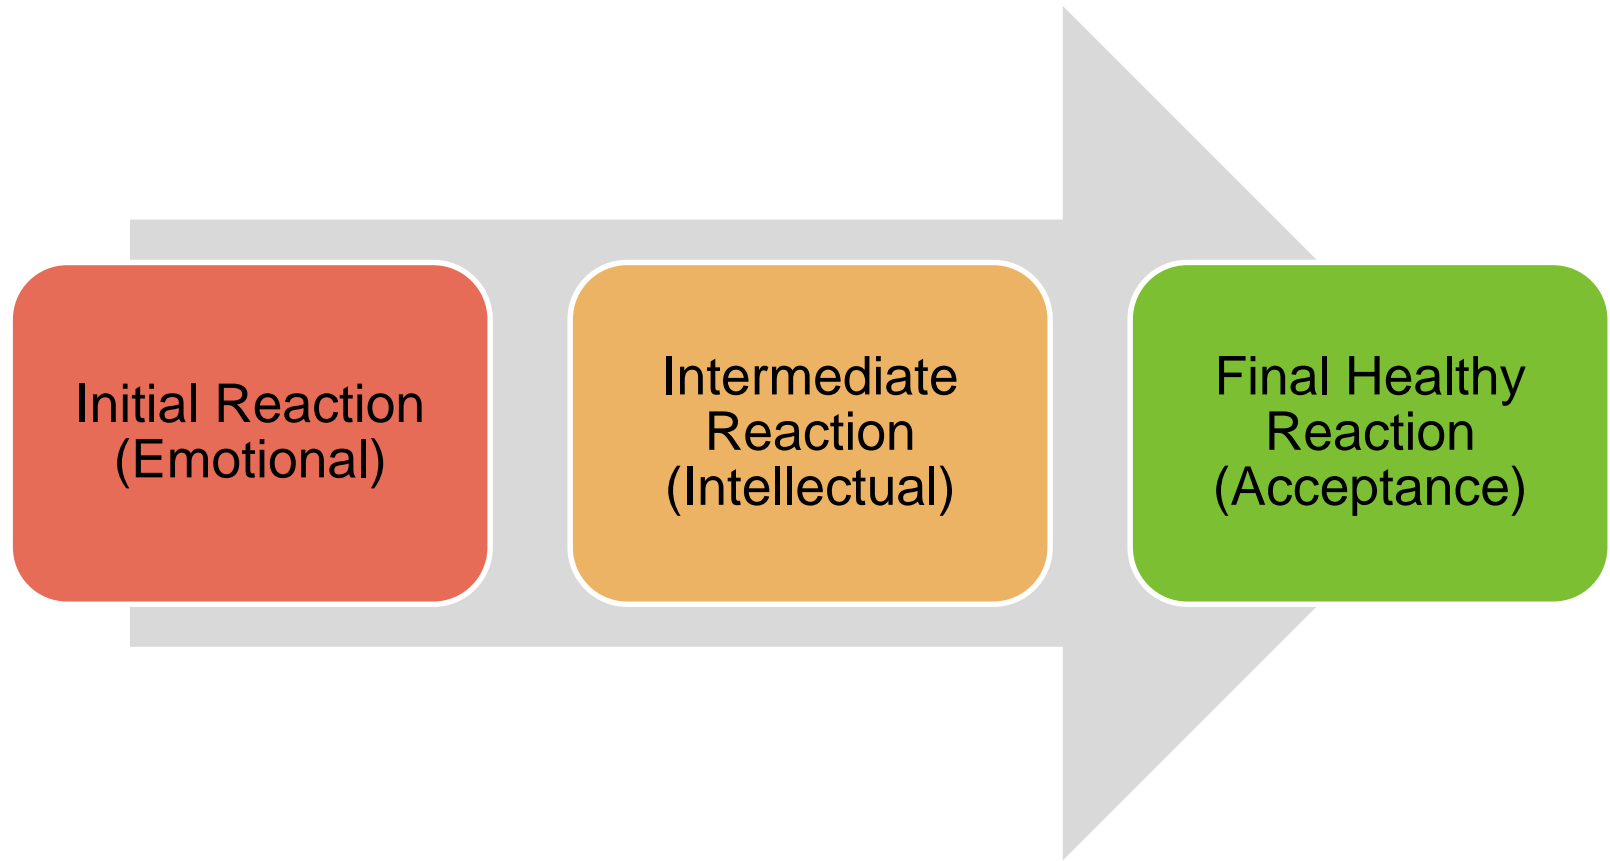 Initial Reaction
(Emotional)
Intermediate
Reaction
(Intellectual)
Final Healthy
Reaction
(Acceptance)